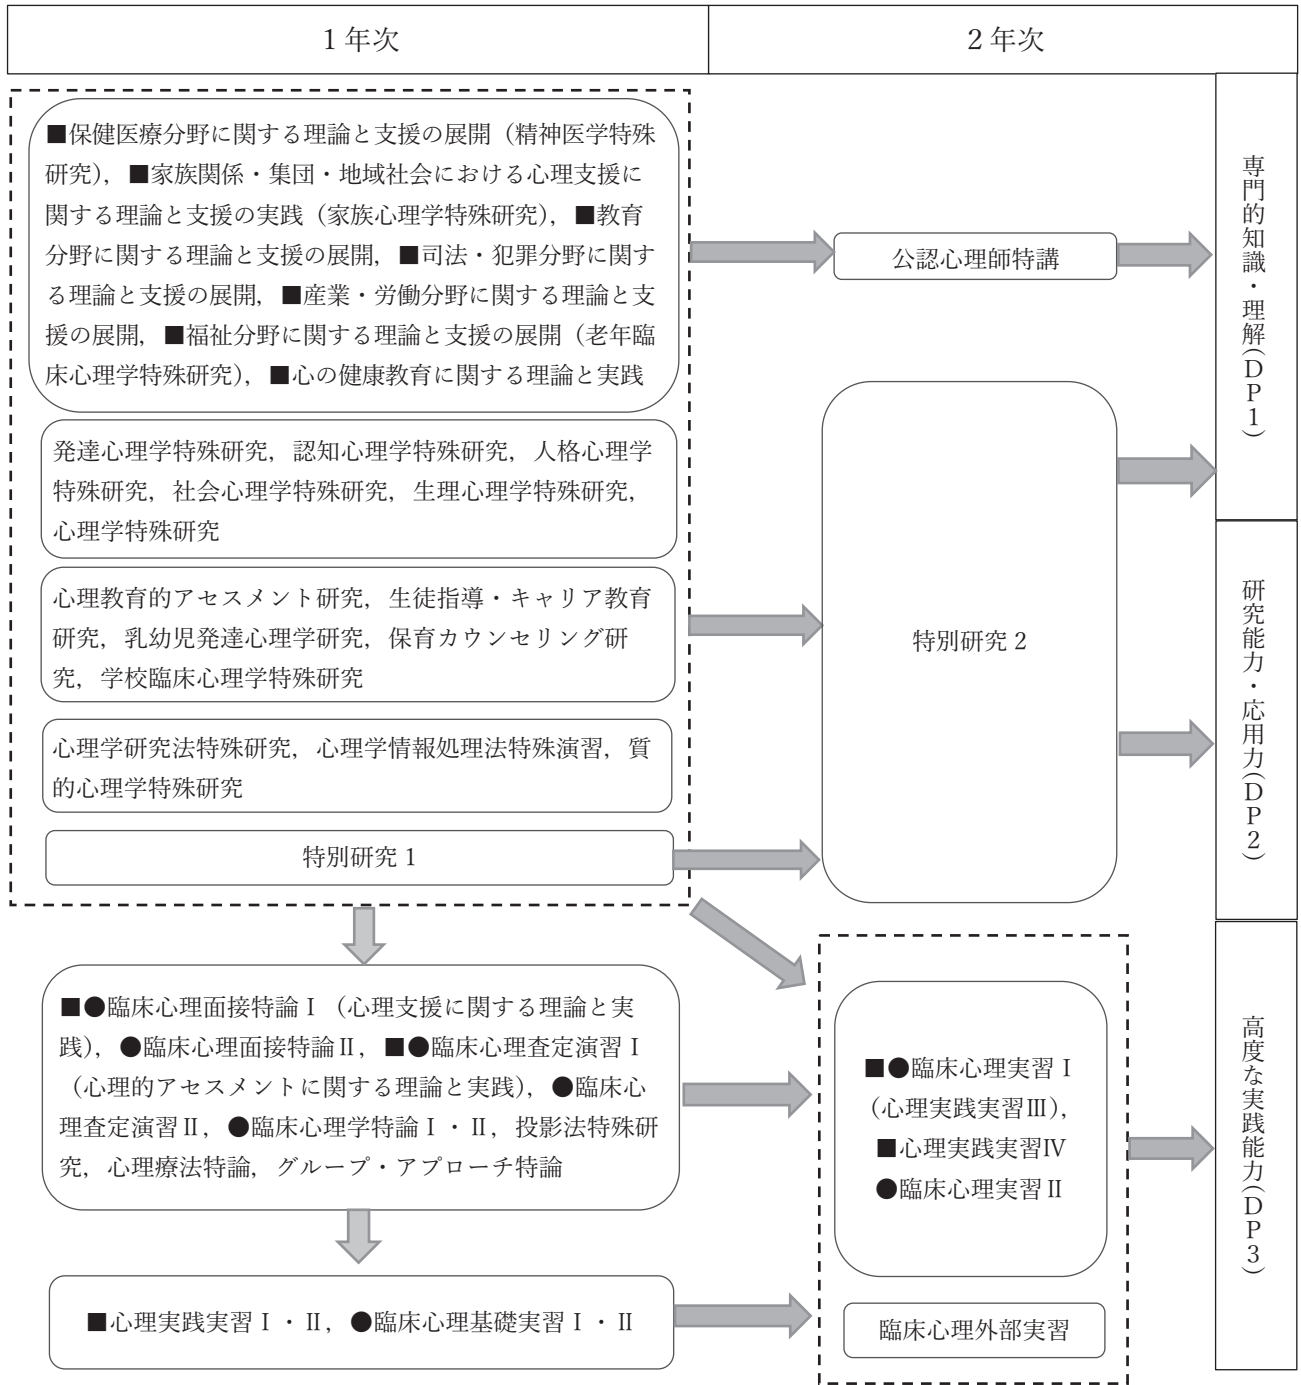 1年次
2年次
■保健医療分野に関する理論と支援の展開（精神医学特殊
研究），■家族関係・集団・地域社会における心理支援に
関する理論と支援の実践（家族心理学特殊研究），■教育
分野に関する理論と支援の展開，■司法・犯罪分野に関す
る理論と支援の展開，■産業・労働分野に関する理論と支
援の展開，■福祉分野に関する理論と支援の展開（老年臨
床心理学特殊研究），■心の健康教育に関する理論と実践
発達心理学特殊研究，認知心理学特殊研究，人格心理学
特殊研究，社会心理学特殊研究，生理心理学特殊研究，
心理学特殊研究
心理教育的アセスメント研究，生徒指導・キャリア教育
研究，乳幼児発達心理学研究，保育カウンセリング研
究，学校臨床心理学特殊研究
心理学研究法特殊研究，心理学情報処理法特殊演習，質
的心理学特殊研究
特別研究1
■●臨床心理面接特論Ⅰ（心理支援に関する理論と実
践），●臨床心理面接特論Ⅱ，■●臨床心理査定演習Ⅰ
（心理的アセスメントに関する理論と実践），●臨床心
理査定演習Ⅱ，●臨床心理学特論Ⅰ・Ⅱ，投影法特殊研
究，心理療法特論，グループ・アプローチ特論
■心理実践実習Ⅰ・Ⅱ，●臨床心理基礎実習Ⅰ・Ⅱ
公認心理師特講
特別研究2
■●臨床心理実習Ⅰ
（心理実践実習Ⅲ），
■心理実践実習Ⅳ
●臨床心理実習Ⅱ
臨床心理外部実習
専門的知識・理解(DP1)
研究能力・応用力(DP2)
高度な実践能力(DP3)